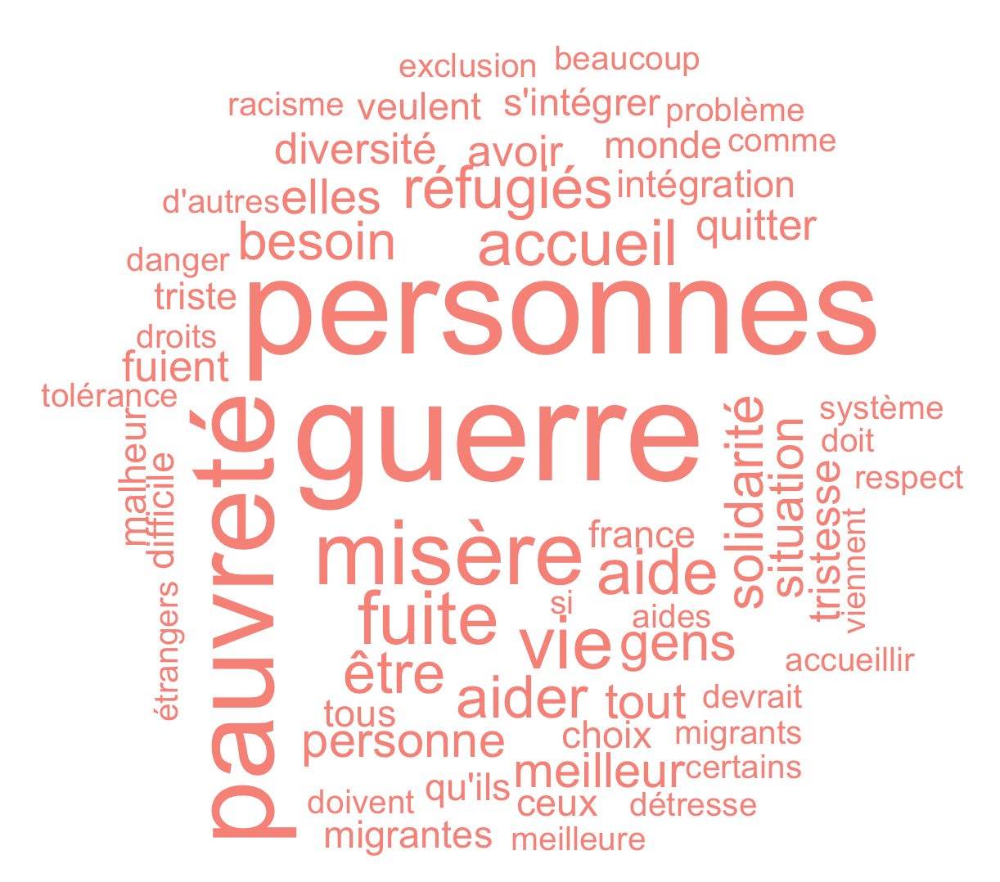 exclusion beaucoup
racisme veulent s'intégrer problème
diversité avoir monde comme
d'autres elles réfugiés intégration
besoin accueil quitter
danger
triste personnes
droits
fuient
tolérance
pauvreté guerre solidarité situation système
malheur difficile doit
tristesse respect
misère france viennent
aide
fuite si
aides
étrangers vie gens
être accueillir
aider tout devrait
tous
personne choix migrants
meilleur certains
qu'ils
doivent ceux détresse
migrantes meilleure